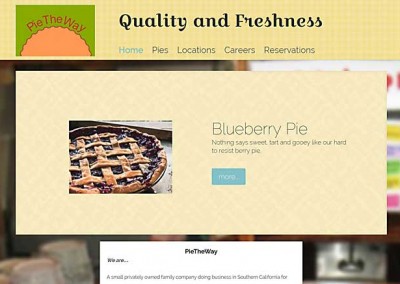 PieTheWay
Quality and Freshness
Home Pies Locations Careers Reservations
Blueberry Pie
Nothing says sweet, tart and gooey like our hard
to resist berry pie.
more...
PieTheWay
We are...
A small privately owned family company doing business in Southern California for